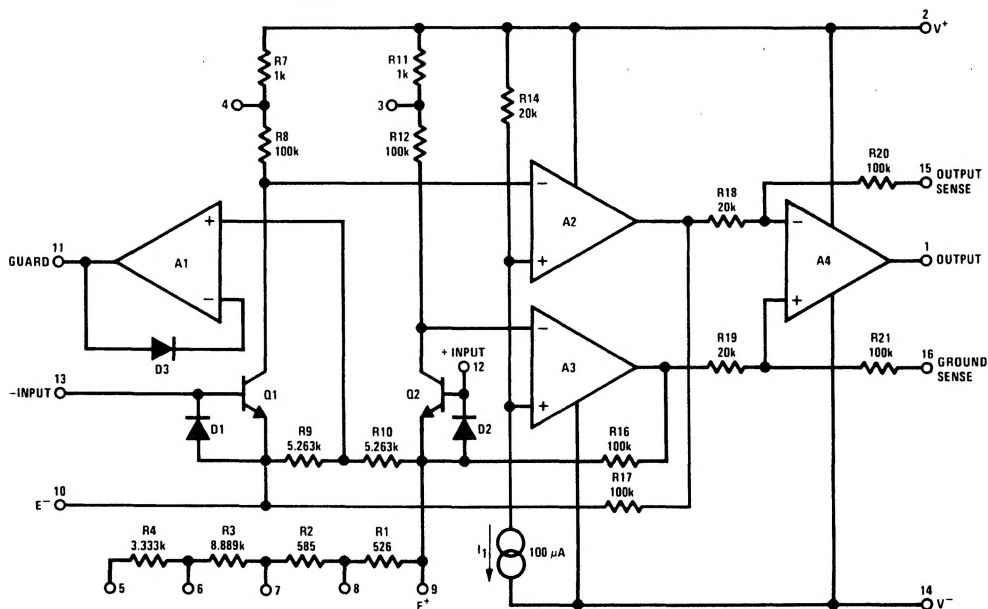 2
V⁺
R7
1k
R11
1k
4
3
R14
20k
R8
100k
R12
100k
R20
100k
15
OUTPUT
SENSE
−
A2
+
R18
20k
−
A4
+
1
OUTPUT
11
GUARD
+
A1
−
D3
−
A3
+
R19
20k
R21
100k
16
GROUND
SENSE
+ INPUT
12
13
−INPUT
Q1
Q2
D1
D2
R9
5.263k
R10
5.263k
R16
100k
R17
100k
10
E⁻
R4
3.333k
R3
8.889k
R2
585
R1
526
I₁
100 µA
5
6
7
8
9
E⁺
14
V⁻